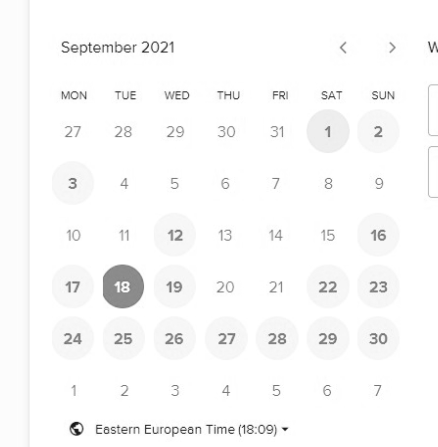 September 2021
MON TUE WED THU FRI SAT SUN
27 28 29 30 31 1 2
3 4 5 6 7 8 9
10 11 12 13 14 15 16
17 18 19 20 21 22 23
24 25 26 27 28 29 30
1 2 3 4 5 6 7
Eastern European Time (18:09)